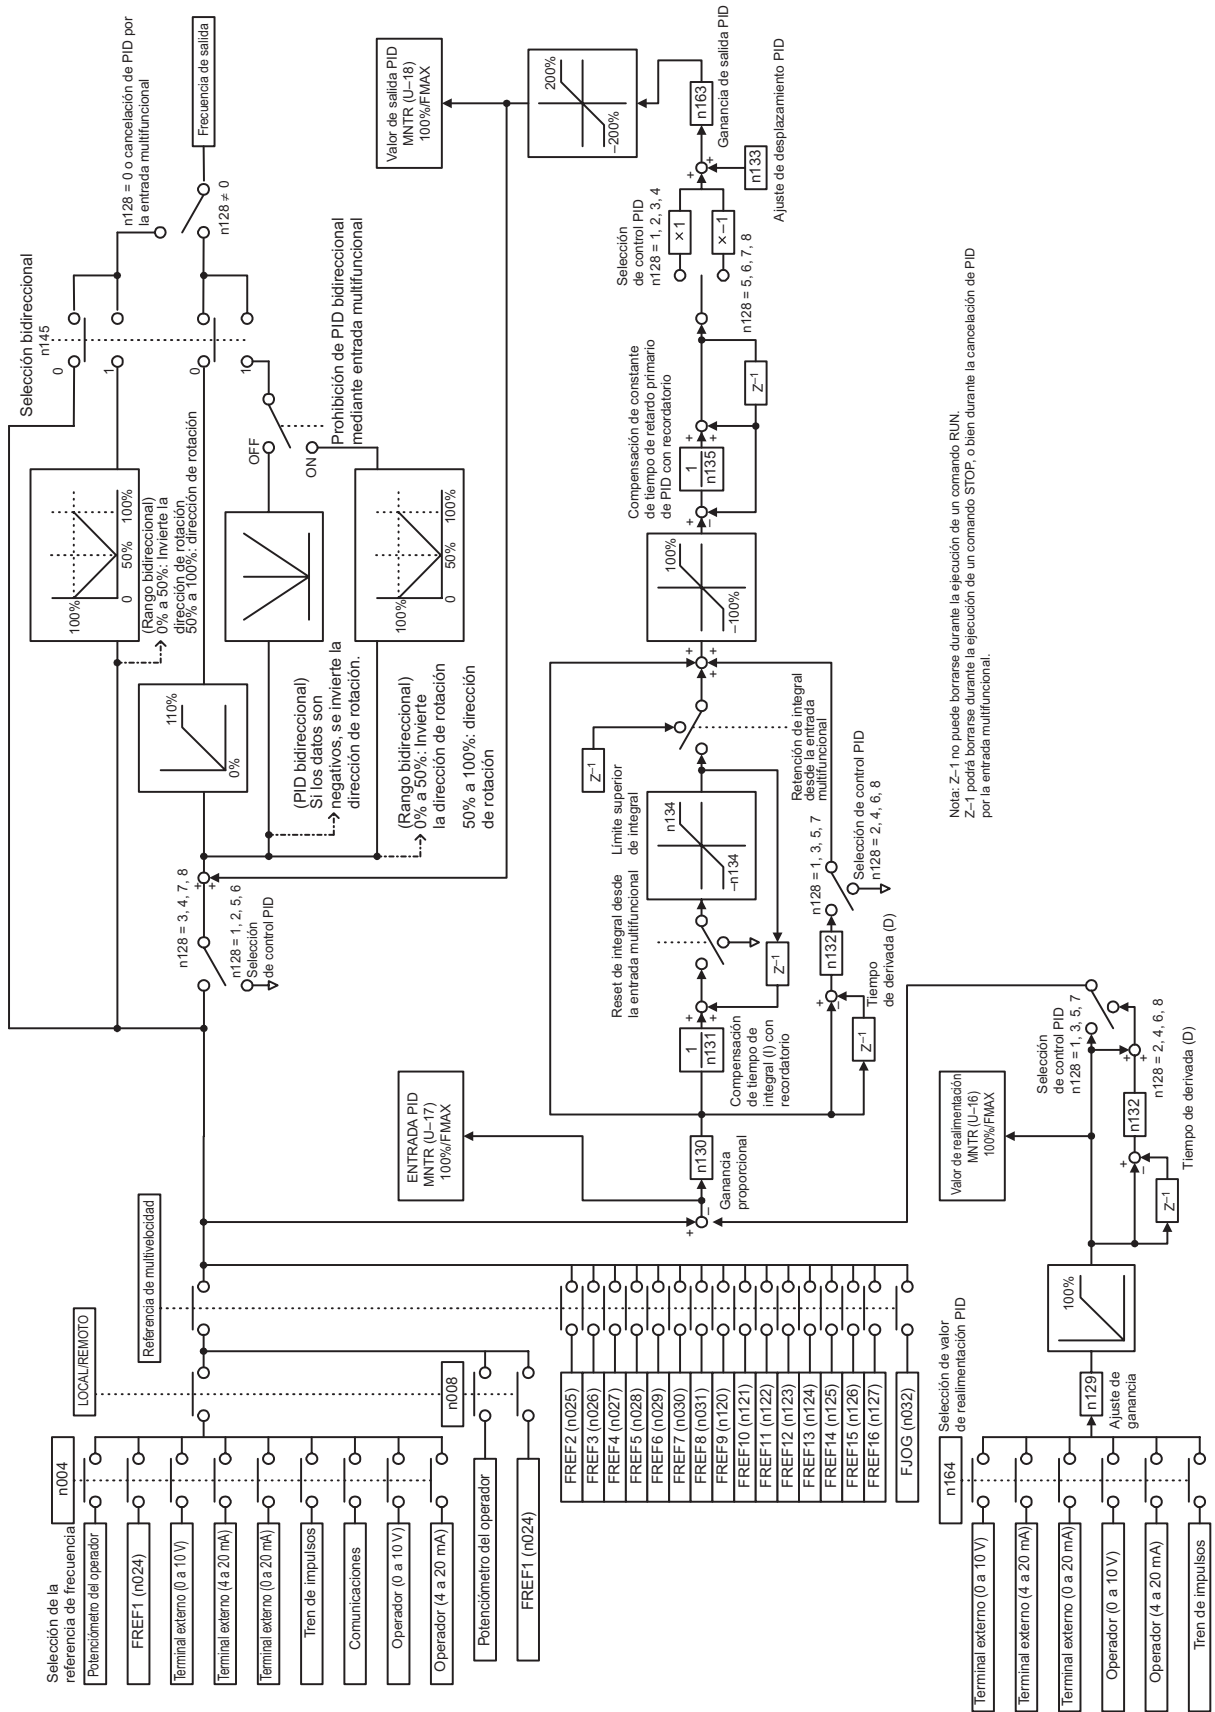 Selección de la
referencia de frecuencia
n004
Potenciómetro del operador
FREF1 (n024)
Terminal externo (0 a 10 V)
Terminal externo (4 a 20 mA)
Terminal externo (0 a 20 mA)
Tren de impulsos
Comunicaciones
Operador (0 a 10 V)
Operador (4 a 20 mA)
LOCAL/REMOTO
n008
Potenciómetro del operador
FREF1 (n024)
Referencia de multivelocidad
FREF2 (n025)
FREF3 (n026)
FREF4 (n027)
FREF5 (n028)
FREF6 (n029)
FREF7 (n030)
FREF8 (n031)
FREF9 (n120)
FREF10 (n121)
FREF11 (n122)
FREF12 (n123)
FREF13 (n124)
FREF14 (n125)
FREF15 (n126)
FREF16 (n127)
FJOG (n032)
Selección de valor
de realimentación PID
n164
Terminal externo (0 a 10 V)
Terminal externo (4 a 20 mA)
Terminal externo (0 a 20 mA)
Operador (0 a 10 V)
Operador (4 a 20 mA)
Tren de impulsos
n129
Ajuste de
ganancia
100%
Valor de realimentación
MNTR (U–16)
100%/FMAX
Z–1
+
–
n132
+
+
Selección
de control PID
n128 = 1, 3, 5, 7
n128 = 2, 4, 6, 8
Tiempo de derivada (D)
ENTRADA PID
MNTR (U–17)
100%/FMAX
+
–
n130
Ganancia
proporcional
1
n131
Compensación
de tiempo de
integral (I) con
recordatorio
+
+
Reset de integral desde
la entrada multifuncional
Z–1
n134
–n134
Límite superior
de integral
Z–1
Retención de integral
desde la entrada
multifuncional
Z–1
+
–
n132
Tiempo
de derivada (D)
n128 = 1, 3, 5, 7
Selección de control PID
n128 = 2, 4, 6, 8
+
+
+
100%
–100%
+
–
1
n135
+
+
Z–1
Compensación de constante
de tiempo de retardo primario
de PID con recordatorio
Selección
de control PID
n128 = 1, 2, 3, 4
× 1
× –1
n128 = 5, 6, 7, 8
+
+
n133
Ajuste de desplazamiento PID
n163
Ganancia de salida PID
200%
–200%
Valor de salida PID
MNTR (U–18)
100%/FMAX
n128 = 3, 4, 7, 8
n128 = 1, 2, 5, 6
Selección
de control PID
+
+
110%
0%
100%
0
50%
100%
(Rango bidireccional)
0% a 50%: Invierte la
dirección de rotación
50% a 100%: dirección de rotación
(PID bidireccional)
Si los datos son
negativos, se invierte la
dirección de rotación.
(Rango bidireccional)
0% a 50%: Invierte
la dirección de rotación
50% a 100%: dirección
de rotación
100%
0
50%
100%
OFF
ON
Prohibición de PID bidireccional
mediante entrada multifuncional
Selección bidireccional
n145
0
1
0
1
n128 = 0 o cancelación de PID por
la entrada multifuncional
n128 ≠ 0
Frecuencia de salida
Nota: Z–1 no puede borrarse durante la ejecución de un comando RUN.
Z–1 podrá borrarse durante la ejecución de un comando STOP, o bien durante la cancelación de PID
por la entrada multifuncional.